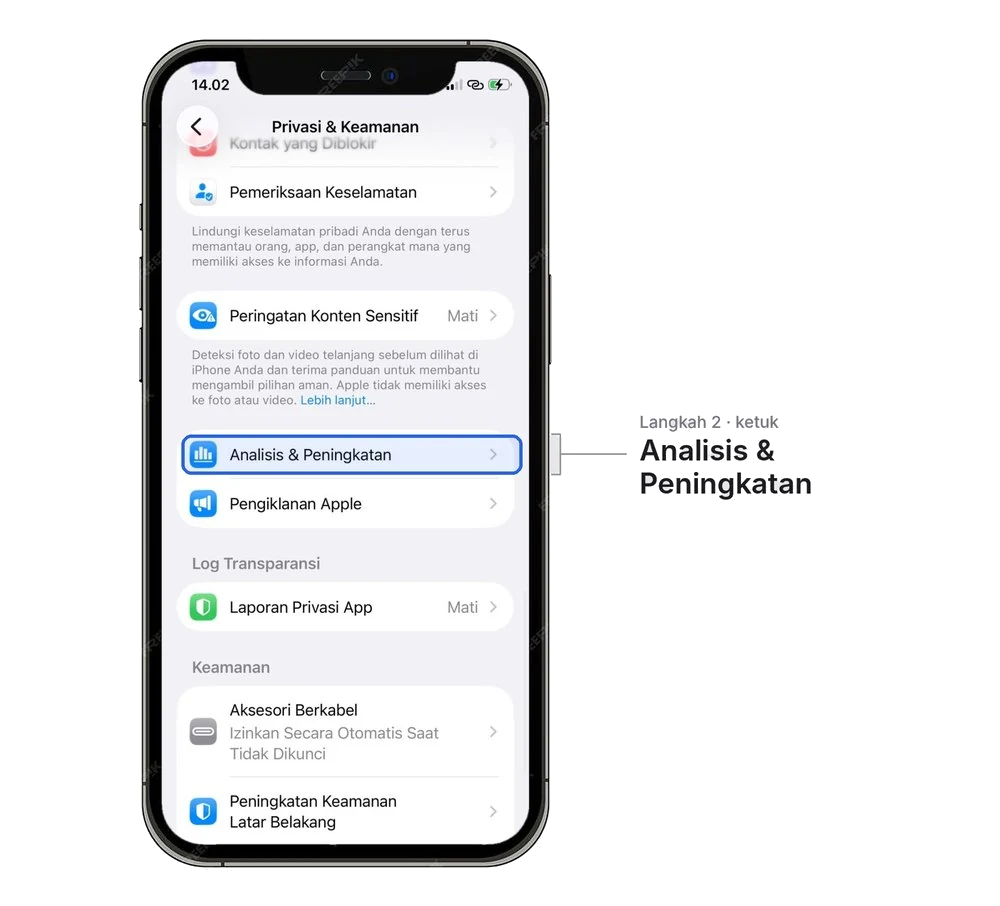 14.02
Privasi & Keamanan
Kontak yang Diblokir
Pemeriksaan Keselamatan
Lindungi keselamatan pribadi Anda dengan terus
memantau orang, app, dan perangkat mana yang
memiliki akses ke informasi Anda.
Peringatan Konten Sensitif Mati
Deteksi foto dan video telanjang sebelum dilihat di
iPhone Anda dan terima panduan untuk membantu
mengambil pilihan aman. Apple tidak memiliki akses
ke foto atau video. Lebih lanjut...
Analisis & Peningkatan
Langkah 2 · ketuk
Analisis &
Peningkatan
Pengiklanan Apple
Log Transparansi
Laporan Privasi App Mati
Keamanan
Aksesori Berkabel
Izinkan Secara Otomatis Saat
Tidak Dikunci
Peningkatan Keamanan
Latar Belakang